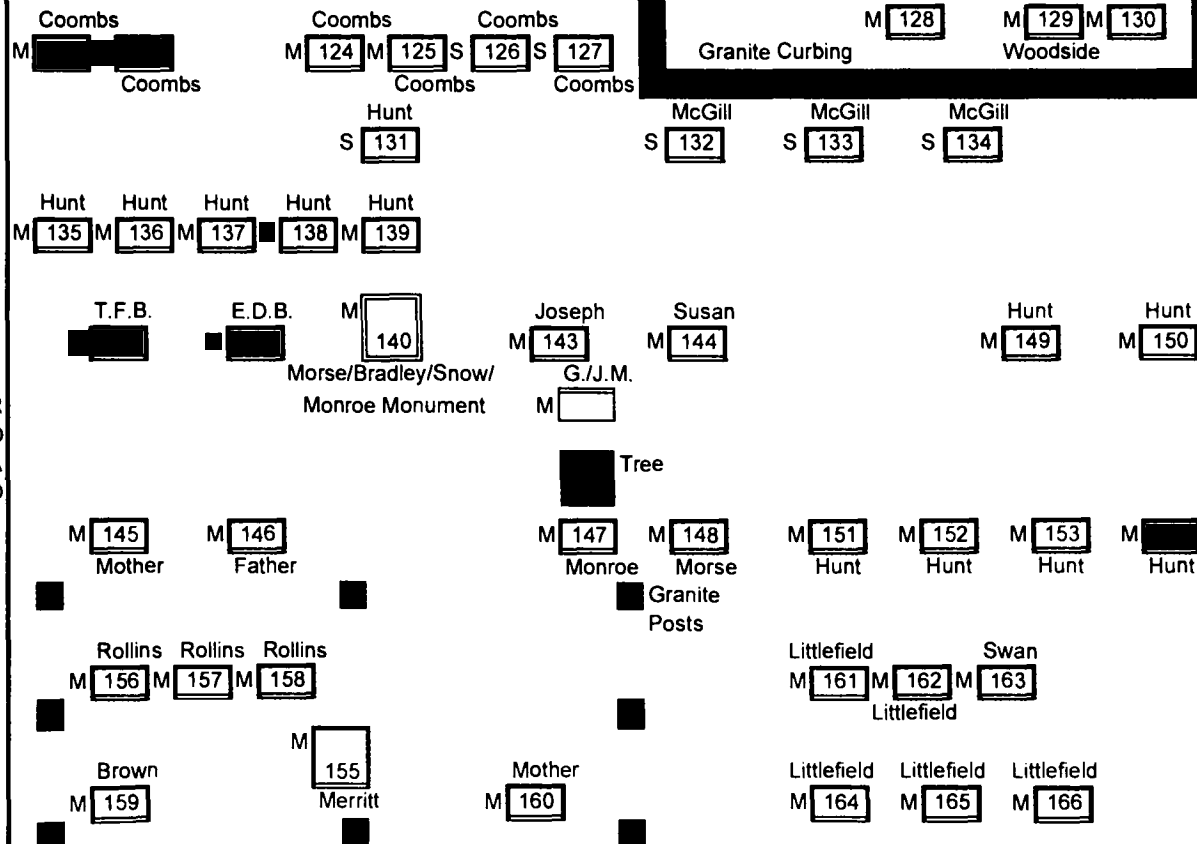 Coombs Coombs Coombs
M M 124 M 125 S 126 S 127 M 128 M 129 M 130
Granite Curbing Woodside
Coombs Coombs Coombs
Hunt McGill McGill McGill
S 131 S 132 S 133 S 134
Hunt Hunt Hunt Hunt Hunt
M 135 M 136 M 137 138 M 139
T.F.B. E.D.B. M Joseph Susan Hunt Hunt
140 M 143 M 144 M 149 M 150
Morse/Bradley/Snow/ G./J.M.
Monroe Monument M
Tree
M 145 M 146 M 147 M 148 M 151 M 152 M 153 M
Mother Father Monroe Morse Hunt Hunt Hunt Hunt
Granite
Posts
Rollins Rollins Rollins Littlefield Swan
M 156 M 157 M 158 M 161 M 162 M 163
Littlefield
M
155
Merritt
Brown Mother Littlefield Littlefield Littlefield
M 159 M 160 M 164 M 165 M 166